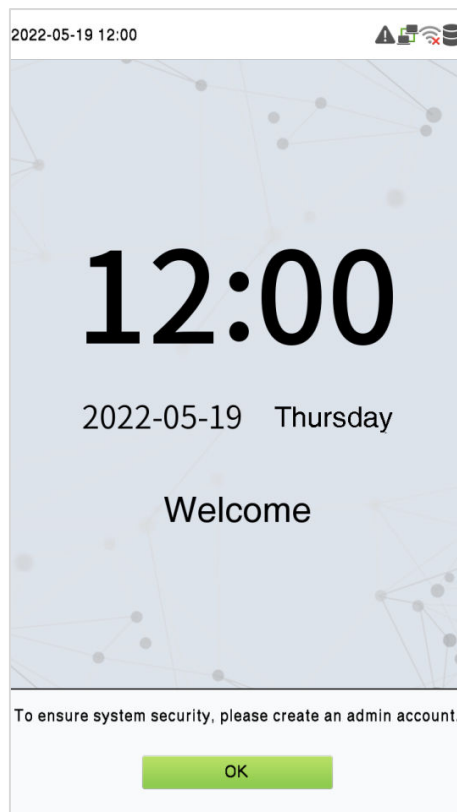 2022-05-19 12:00
12:00
2022-05-19 Thursday
Welcome
To ensure system security, please create an admin account.
OK